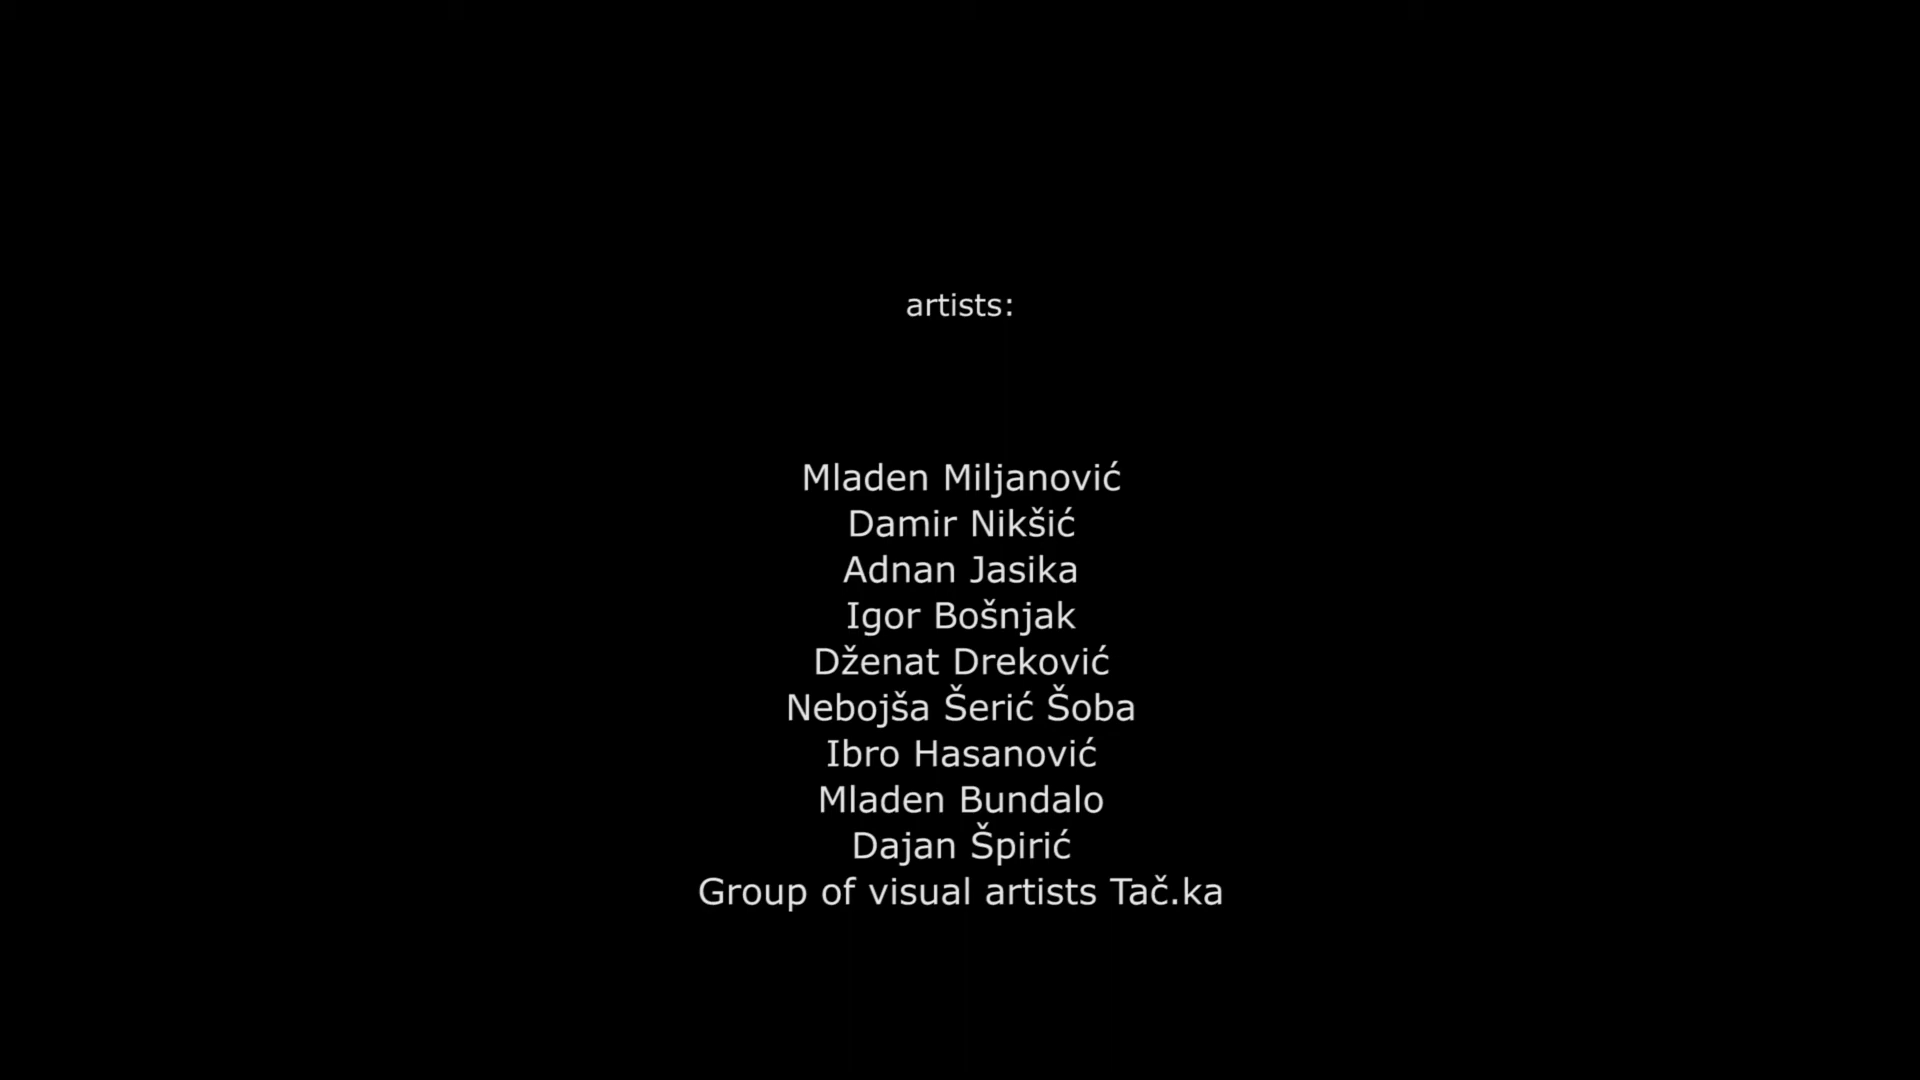 artists:
Mladen Miljanović
Damir Nikšić
Adnan Jasika
Igor Bošnjak
Dženat Dreković
Nebojša Šerić Šoba
Ibro Hasanović
Mladen Bundalo
Dajan Špirić
Group of visual artists Tač.ka